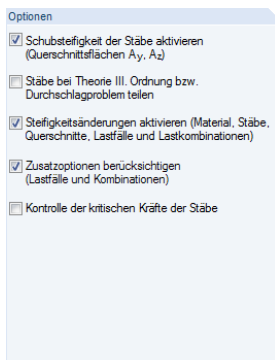 Optionen
Schubsteifigkeit der Stäbe aktivieren
(Querschnittsflächen Ay, Az)
Stäbe bei Theorie III. Ordnung bzw.
Durchschlagproblem teilen
Steifigkeitsänderungen aktivieren (Material, Stäbe,
Querschnitte, Lastfälle und Lastkombinationen)
Zusatzoptionen berücksichtigen
(Lastfälle und Kombinationen)
Kontrolle der kritischen Kräfte der Stäbe